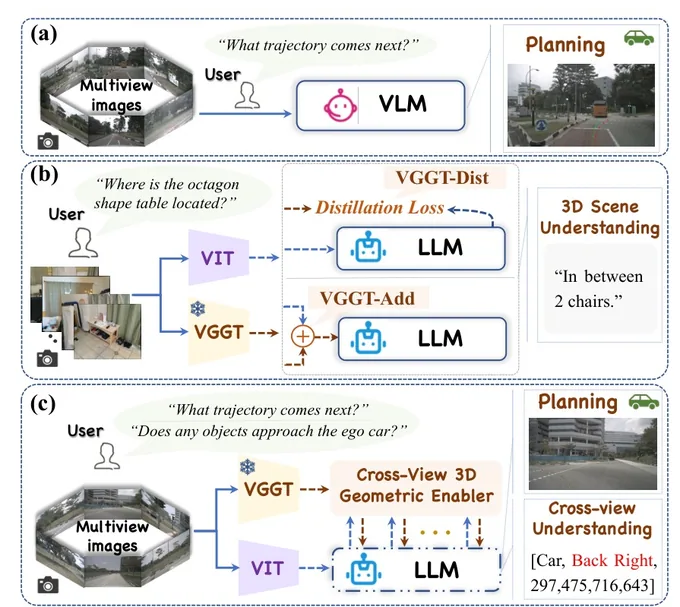 (a)
“What trajectory comes next?”
User
Multiview
images
VLM
Planning
(b)
“Where is the octagon
shape table located?”
User
VIT
VGGT
VGGT-Dist
Distillation Loss
LLM
VGGT-Add
LLM
3D Scene
Understanding
“In between
2 chairs.”
(c)
“What trajectory comes next?”
“Does any objects approach the ego car?”
User
Multiview
images
VGGT
VIT
Cross-View 3D
Geometric Enabler
LLM
Planning
Cross-view
Understanding
[Car, Back Right,
297,475,716,643]